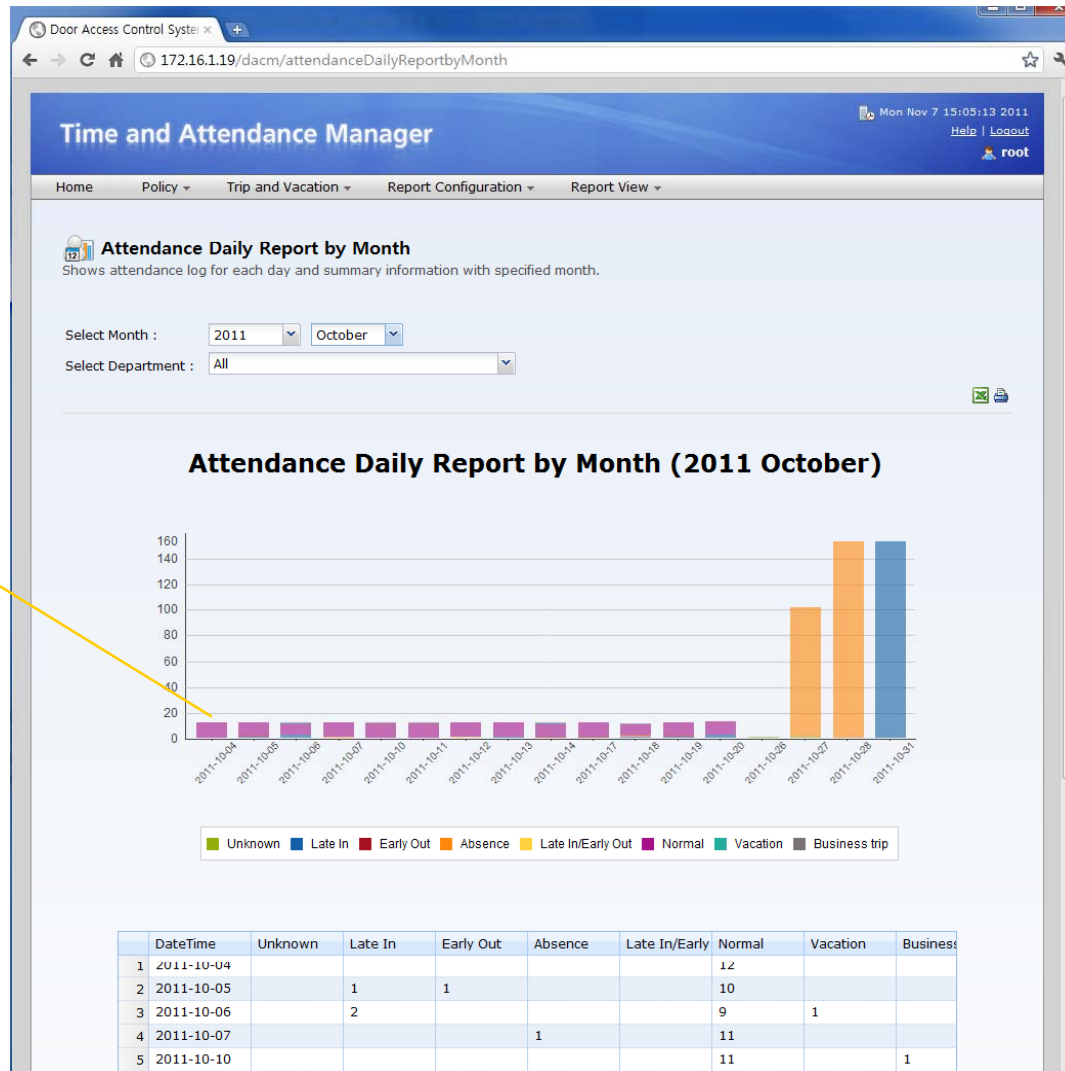 Door Access Control Syste
172.16.1.19/dacm/attendanceDailyReportbyMonth
Time and Attendance Manager
Mon Nov 7 15:05:13 2011
Help | Logout
root
Home Policy Trip and Vacation Report Configuration Report View
12 Attendance Daily Report by Month
Shows attendance log for each day and summary information with specified month.
Select Month : 2011 October
Select Department : All
Attendance Daily Report by Month (2011 October)
160
140
120
100
80
60
40
20
0
2011-10-04 2011-10-05 2011-10-06 2011-10-07 2011-10-10 2011-10-11 2011-10-12 2011-10-13 2011-10-14 2011-10-17 2011-10-18 2011-10-19 2011-10-20 2011-10-26 2011-10-27 2011-10-28 2011-10-31
Unknown Late In Early Out Absence Late In/Early Out Normal Vacation Business trip
DateTime Unknown Late In Early Out Absence Late In/Early Normal Vacation Business
1 2011-10-04 12
2 2011-10-05 1 1 10
3 2011-10-06 2 9 1
4 2011-10-07 1 11
5 2011-10-10 11 1